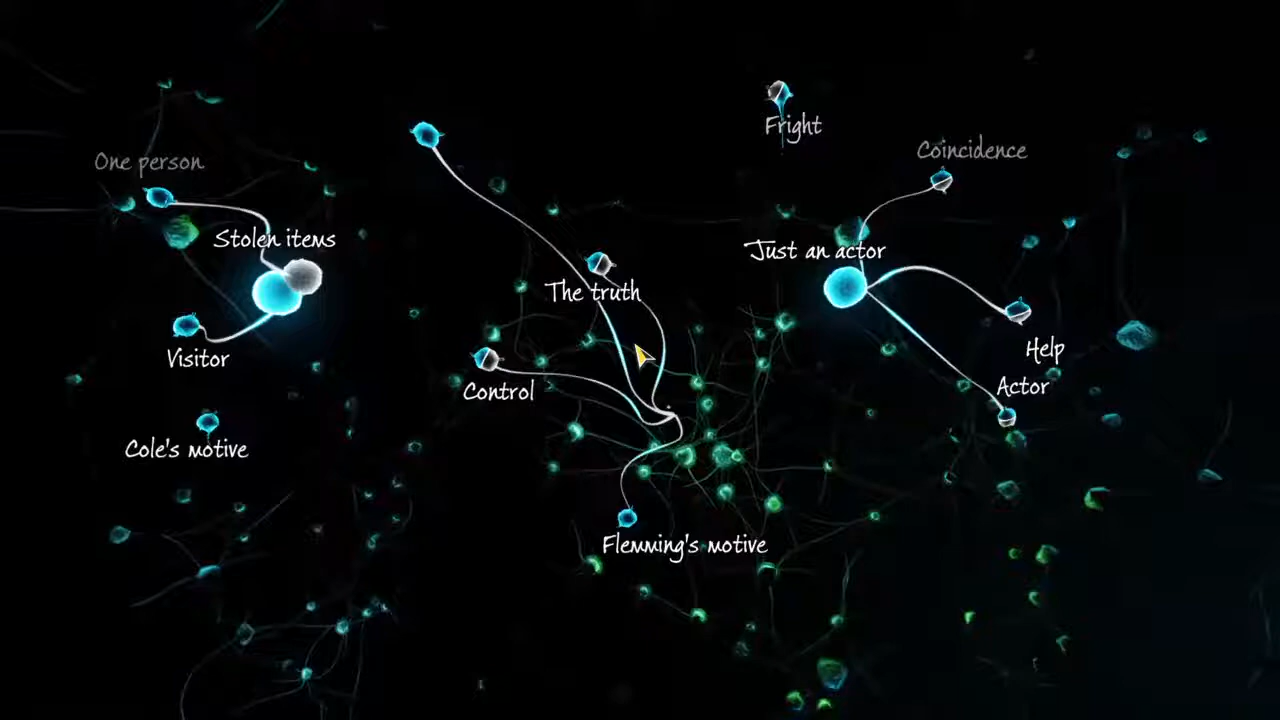 Fright
One person
Coincidence
Stolen items
Just an actor
The truth
Visitor
Help
Control
Actor
Cole's motive
Flemming's motive